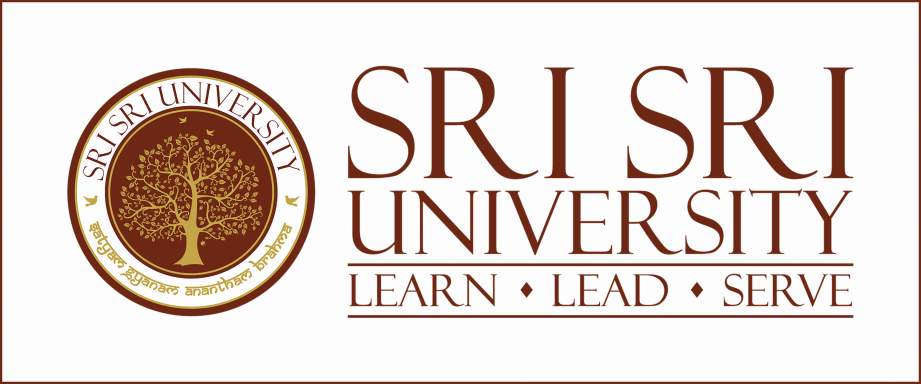 SRI SRI UNIVERSITY
satyam gyanam anantham brahma
SRI SRI
UNIVERSITY
LEARN ♦ LEAD ♦ SERVE